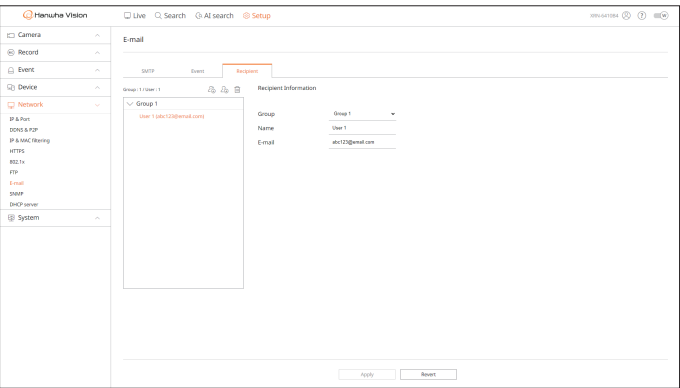 Hanwha Vision
Live
Search
AI search
Setup
XRN-6410B4
Camera
Record
Event
Device
Network
IP & Port
DDNS & P2P
IP & MAC filtering
HTTPS
802.1x
FTP
E-mail
SNMP
DHCP server
System
E-mail
SMTP
Event
Recipient
Group : 1 / User : 1
Group 1
User 1 (abc123@email.com)
Recipient Information
Group
Group 1
Name
User 1
E-mail
abc123@email.com
Apply
Revert